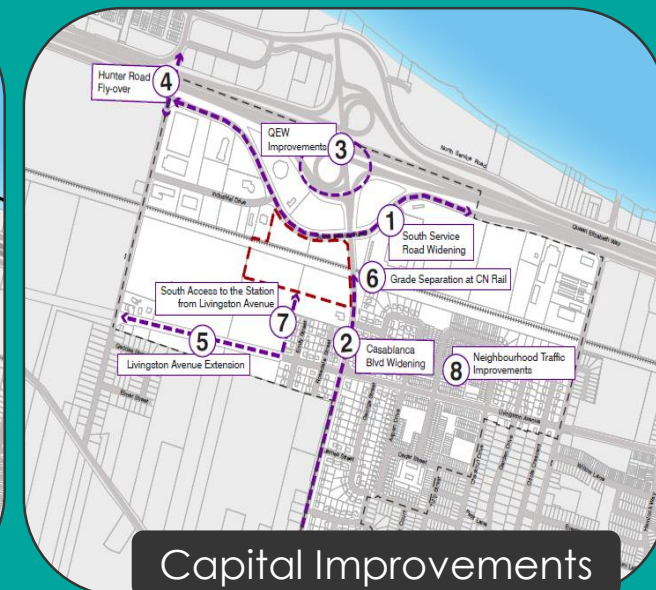 Hunter Road
Fly-over
4
QEW
Improvements
3
North Service Road
Industrial Drive
Queen Elizabeth Way
1
South Service
Road Widening
6
Grade Separation at CN Rail
South Access to the Station
from Livingston Avenue
7
5
Livingston Avenue Extension
2
Casablanca
Blvd Widening
8
Neighbourhood Traffic
Improvements
Emily Street
Livingston Avenue
Capital Improvements